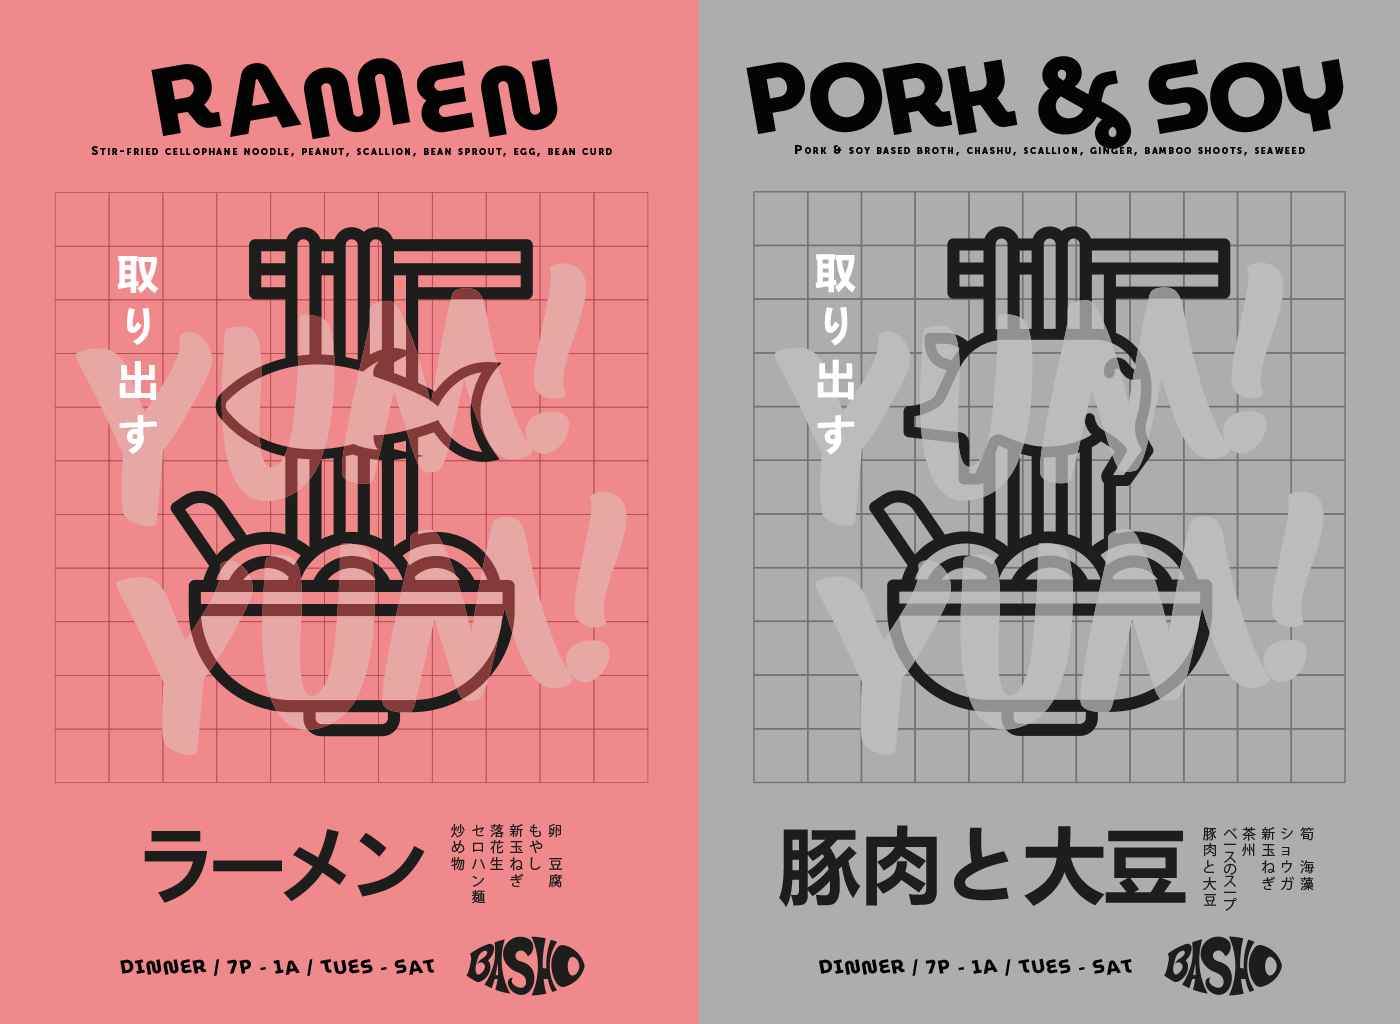 RAMEN
Stir-fried cellophane noodle, peanut, scallion, bean sprout, egg, bean curd
取り出す
YUM!
YUM!
ラーメン
炒め物
セロハン麺
落花生
新玉ねぎ
もやし
卵 豆腐
DINNER / 7P - 1A / TUES - SAT
BASHO
PORK & SOY
Pork & soy based broth, chashu, scallion, ginger, bamboo shoots, seaweed
取り出す
YUM!
YUM!
豚肉と大豆
豚肉と大豆
ベースのスープ
茶州
新玉ねぎ
ショウガ
筍 海藻
DINNER / 7P - 1A / TUES - SAT
BASHO